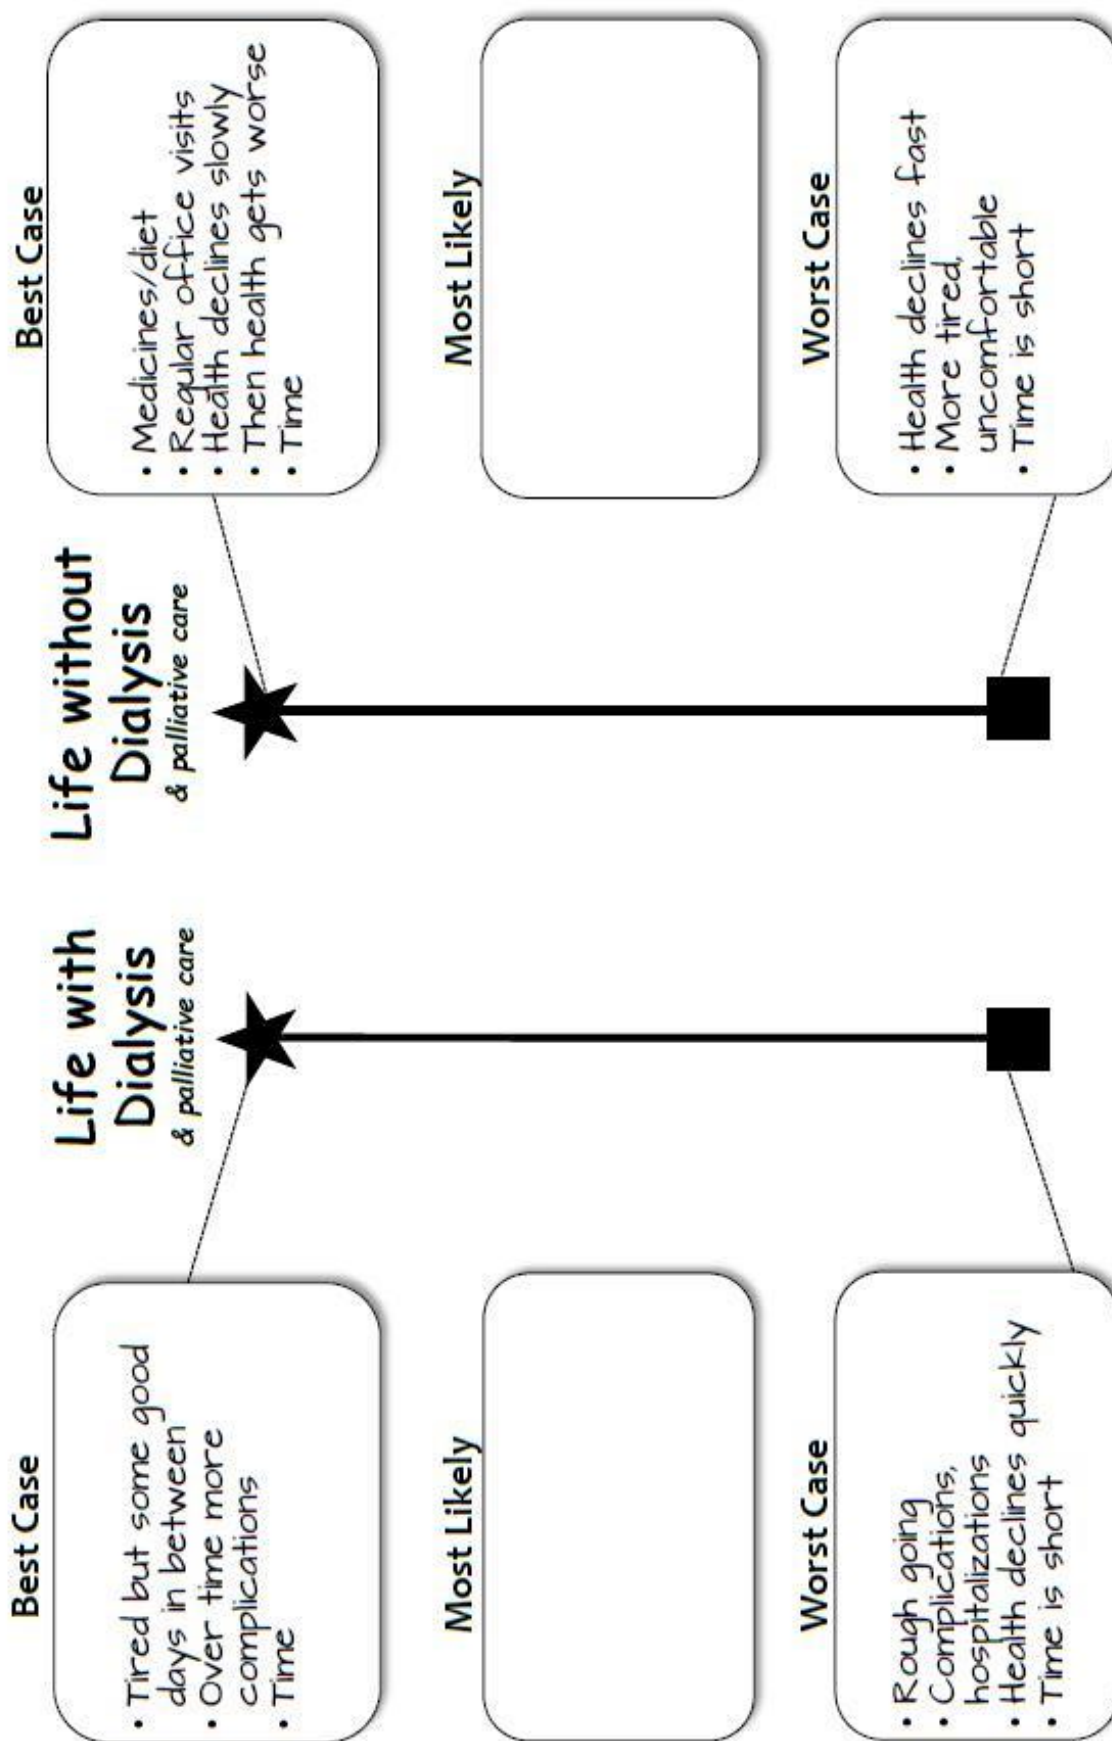 Life with
Dialysis
& palliative care
Best Case
• Tired but some good
days in between
• Over time more
complications
• Time
Most Likely
Worst Case
• Rough going
• Complications,
hospitalizations
• Health declines quickly
• Time is short
Life without
Dialysis
& palliative care
Best Case
• Medicines/diet
• Regular office visits
• Health declines slowly
• Then health gets worse
• Time
Most Likely
Worst Case
• Health declines fast
• More tired,
uncomfortable
• Time is short